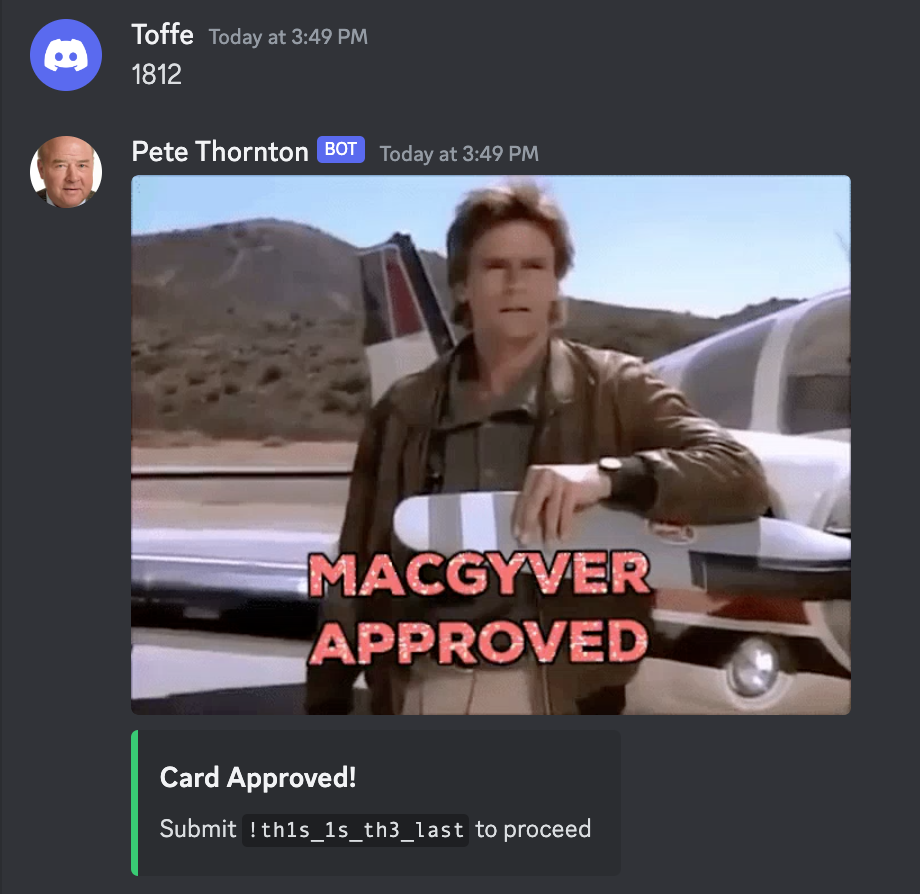 Toffe Today at 3:49 PM
1812
Pete Thornton BOT Today at 3:49 PM
MACGYVER
APPROVED
Card Approved!
Submit !th1s_1s_th3_last to proceed